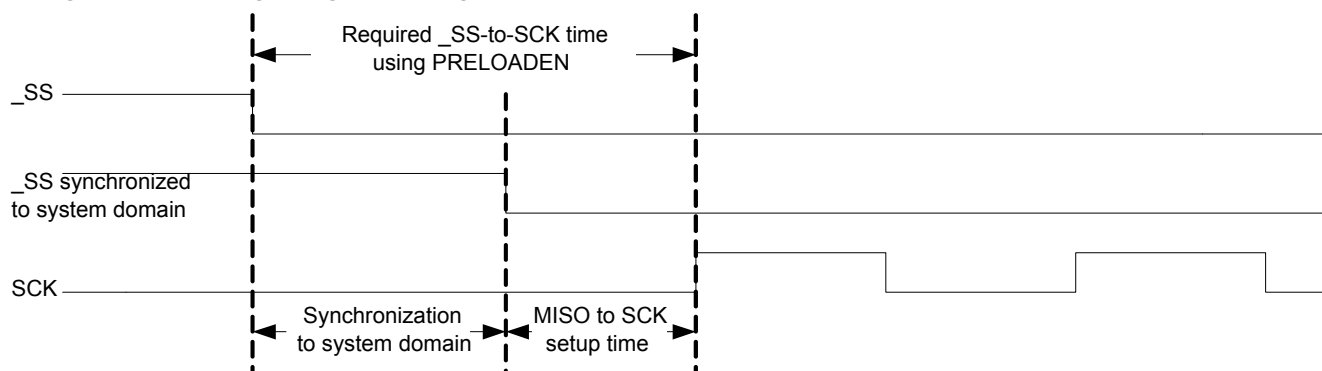 Required _SS-to-SCK time
using PRELOADEN
_SS
_SS synchronized
to system domain
SCK
Synchronization
to system domain
MISO to SCK
setup time